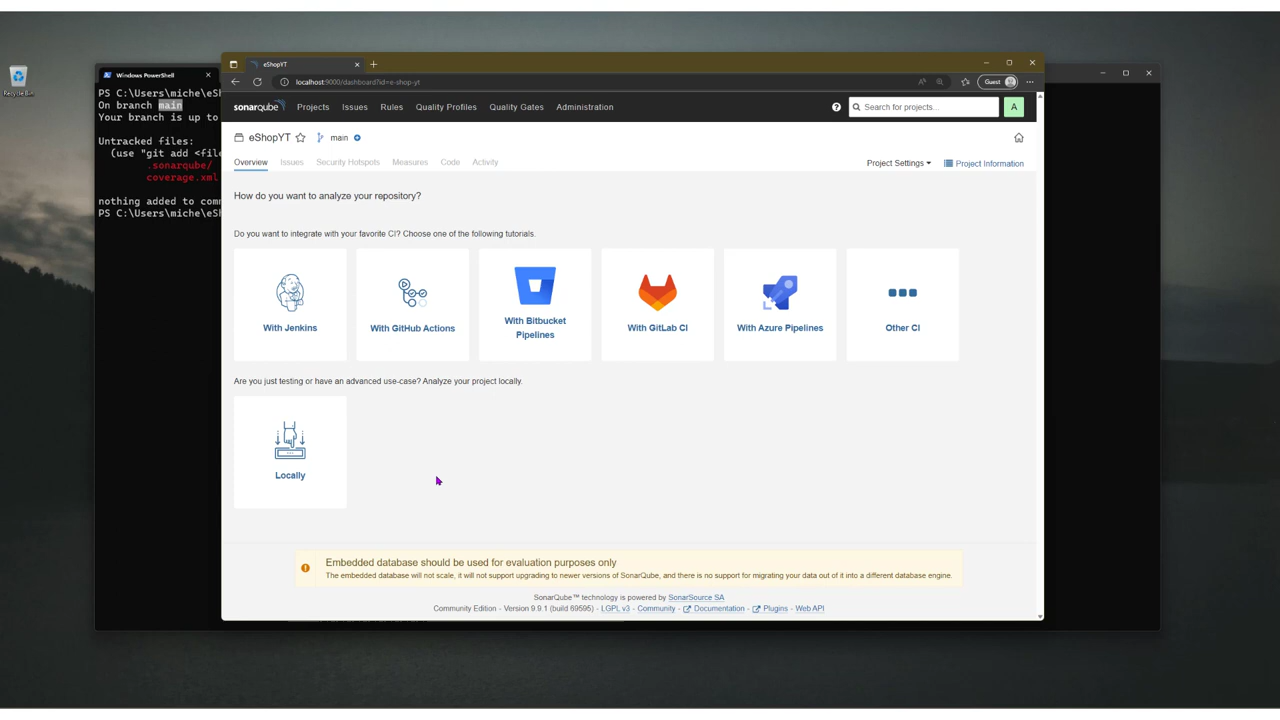 eShopYT
Windows PowerShell
localhost:9000/dashboard?id=e-shop-yt
Guest
Recycle Bin
PS C:\Users\miche\eSh
On branch main
Your branch is up to
Untracked files:
(use "git add <file
.sonarqube/
coverage.xml
nothing added to comm
PS C:\Users\miche\eSh
sonarqube Projects Issues Rules Quality Profiles Quality Gates Administration
Search for projects...
A
eShopYT main
Overview Issues Security Hotspots Measures Code Activity
Project Settings Project Information
How do you want to analyze your repository?
Do you want to integrate with your favorite CI? Choose one of the following tutorials.
With Jenkins
With GitHub Actions
With Bitbucket
Pipelines
With GitLab CI
With Azure Pipelines
Other CI
Are you just testing or have an advanced use-case? Analyze your project locally.
Locally
Embedded database should be used for evaluation purposes only
The embedded database will not scale, it will not support upgrading to newer versions of SonarQube, and there is no support for migrating your data out of it into a different database engine.
SonarQube™ technology is powered by SonarSource SA
Community Edition - Version 9.9.1 (build 69595) - LGPL v3 - Community - Documentation - Plugins - Web API